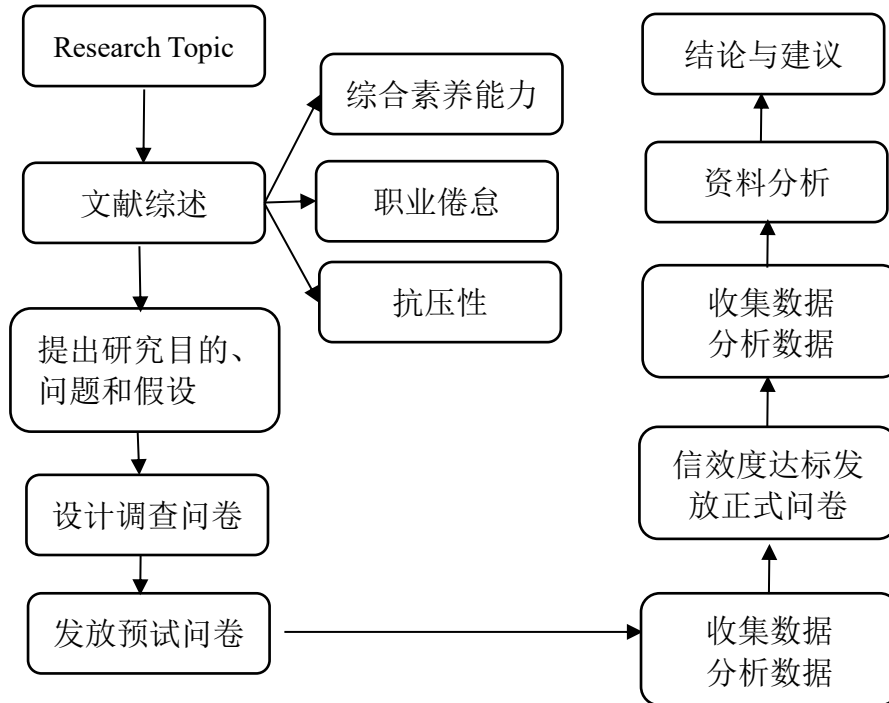 Research Topic
文献综述
综合素养能力
职业倦怠
抗压性
提出研究目的、
问题和假设
设计调查问卷
发放预试问卷
收集数据
分析数据
信效度达标发
放正式问卷
收集数据
分析数据
资料分析
结论与建议